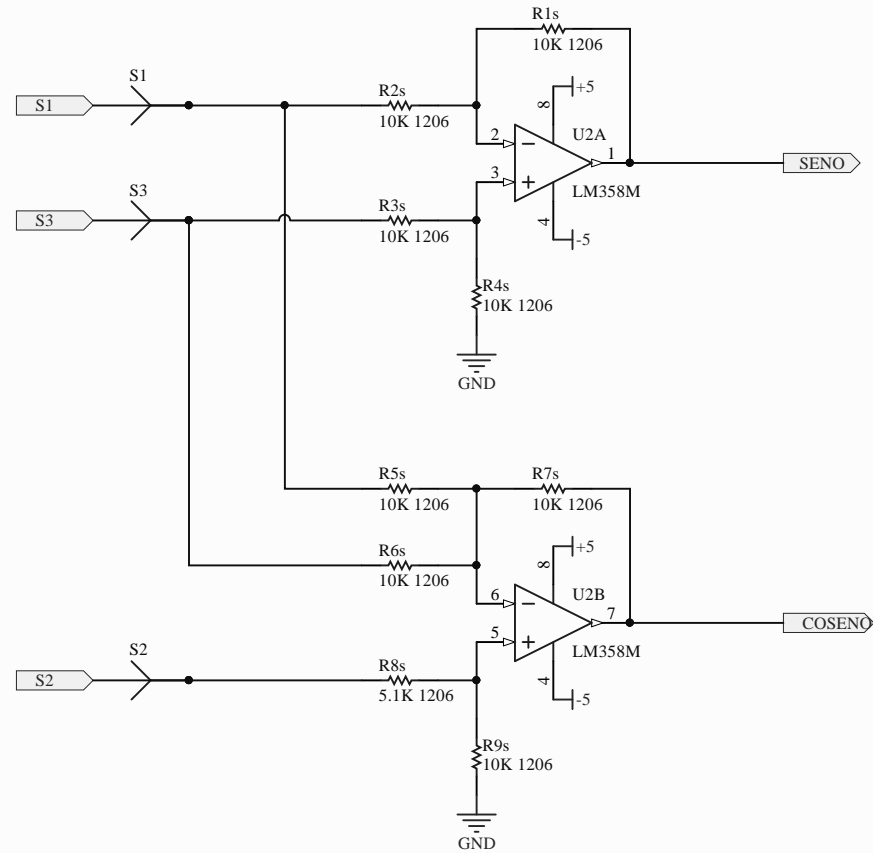 R1s
10K 1206
S1
S1
R2s
10K 1206
8
+5
U2A
2
1
SENO
3
LM358M
S3
S3
R3s
10K 1206
4
-5
R4s
10K 1206
GND
R5s
10K 1206
R7s
10K 1206
R6s
10K 1206
8
+5
U2B
6
7
COSENO
5
LM358M
S2
S2
R8s
5.1K 1206
4
-5
R9s
10K 1206
GND